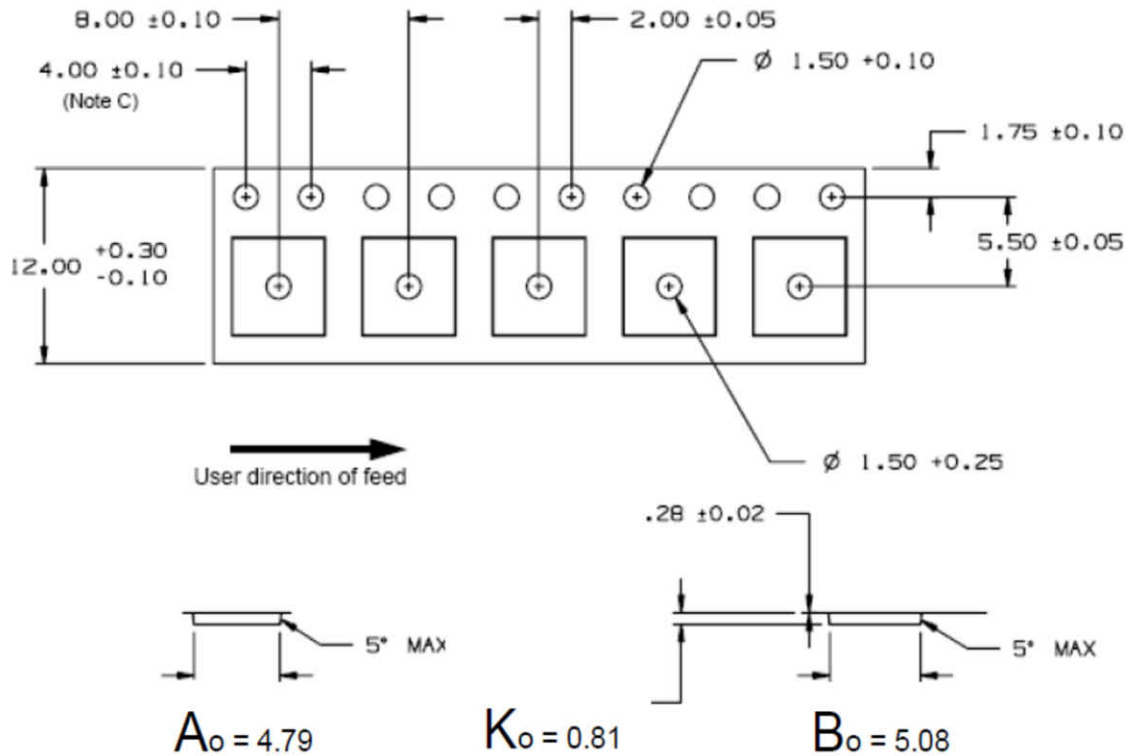 8.00 ±0.10
2.00 ±0.05
4.00 ±0.10
(Note C)
Ø 1.50 +0.10
1.75 ±0.10
12.00 +0.30
-0.10
5.50 ±0.05
Ø 1.50 +0.25
User direction of feed
.28 ±0.02
5° MAX
5° MAX
Ao = 4.79
Ko = 0.81
Bo = 5.08